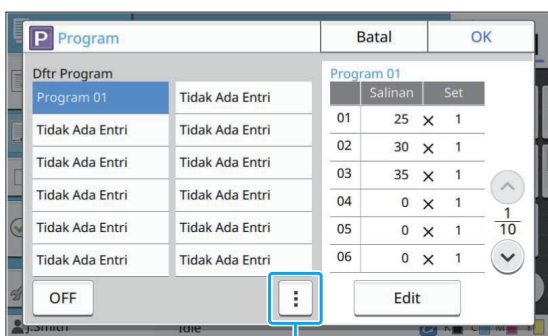 P Program
Batal
OK
Dftr Program
Program 01
Tidak Ada Entri
Tidak Ada Entri
Tidak Ada Entri
Tidak Ada Entri
Tidak Ada Entri
Tidak Ada Entri
Tidak Ada Entri
Tidak Ada Entri
Tidak Ada Entri
Tidak Ada Entri
Tidak Ada Entri
Program 01
Salinan Set
01 25 × 1
02 30 × 1
03 35 × 1
04 0 × 1
05 0 × 1
06 0 × 1
1
10
OFF
Edit
J.Smith
Idle
K C M Y